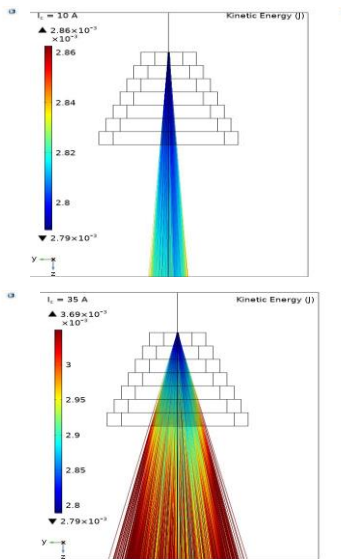 I_c = 10 A
Kinetic Energy (J)
▲ 2.86×10⁻³
×10⁻³
2.86
2.84
2.82
2.8
▼ 2.79×10⁻³
y
z
I_c = 35 A
Kinetic Energy (J)
▲ 3.69×10⁻³
×10⁻³
3
2.95
2.9
2.85
2.8
▼ 2.79×10⁻³
y
z